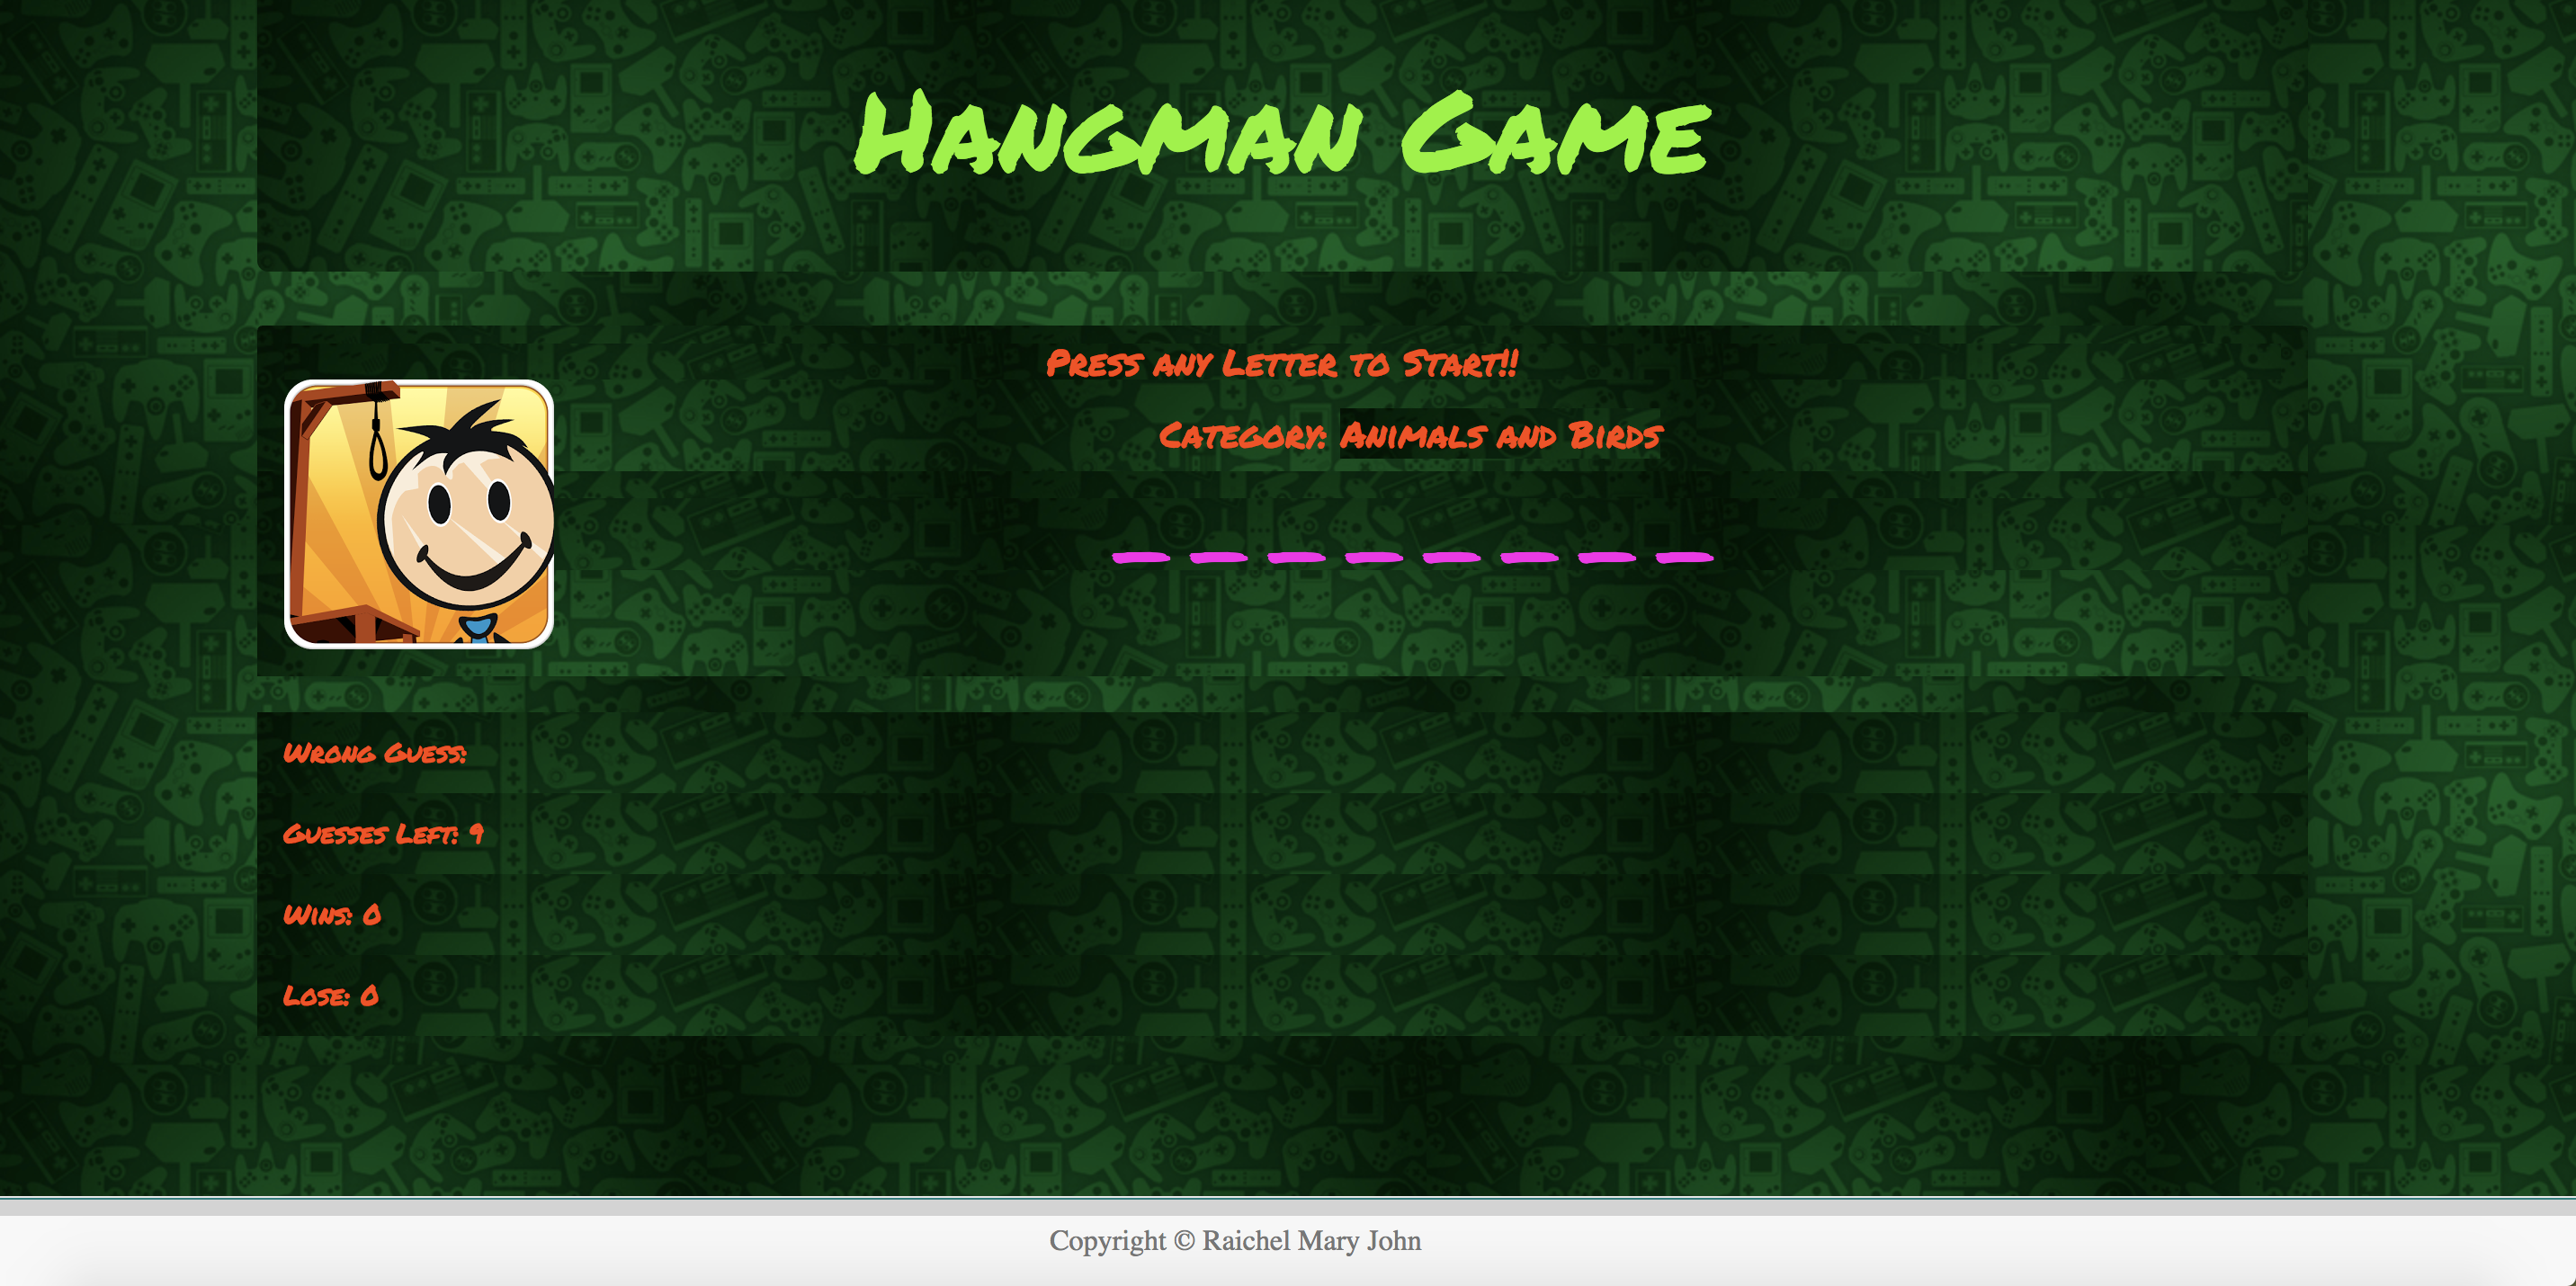 Hangman Game
Press any Letter to Start!!
Category: Animals and Birds
_ _ _ _ _ _ _ _
Wrong Guess:
Guesses Left: 9
Wins: 0
Lose: 0
Copyright © Raichel Mary John